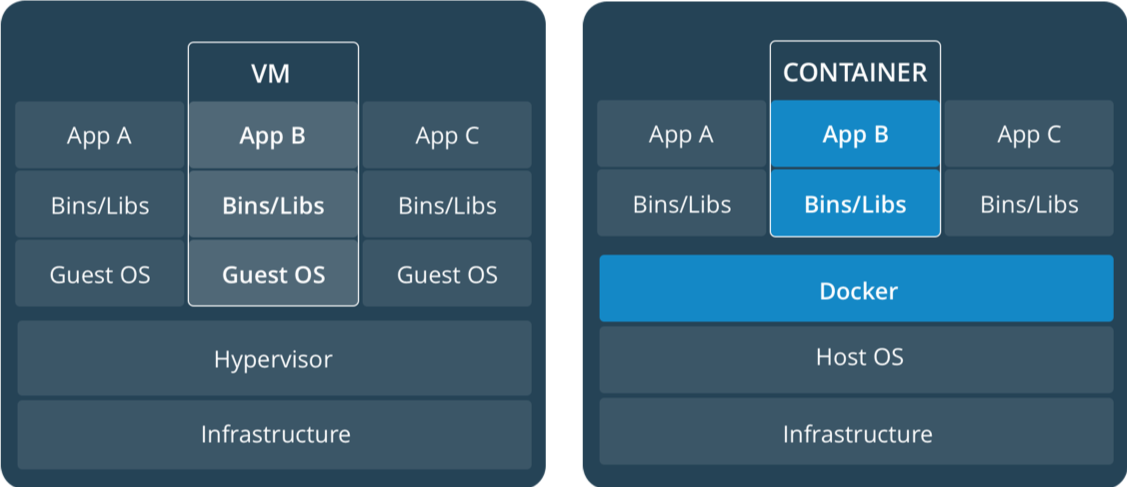 VM
App A
App B
App C
Bins/Libs
Bins/Libs
Bins/Libs
Guest OS
Guest OS
Guest OS
Hypervisor
Infrastructure
CONTAINER
App A
App B
App C
Bins/Libs
Bins/Libs
Bins/Libs
Docker
Host OS
Infrastructure